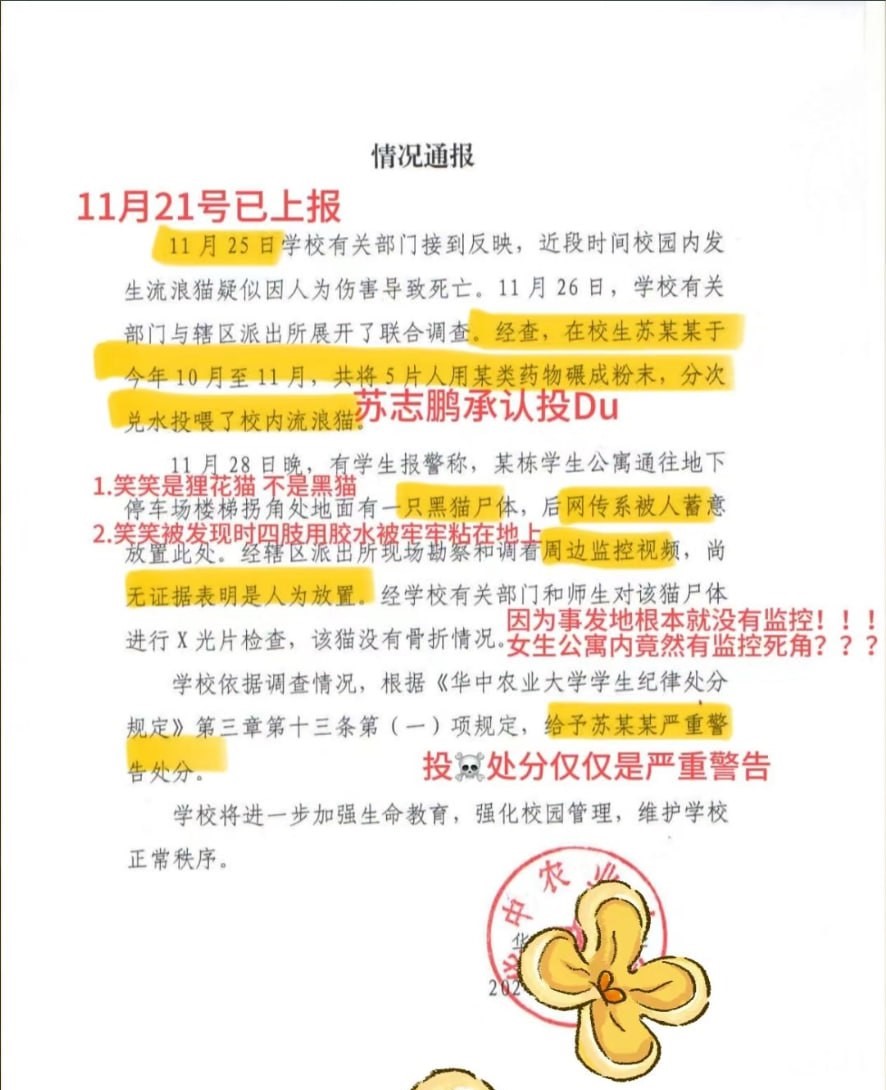 情况通报
11月21号已上报
11月25日学校有关部门接到反映，近段时间校园内发
生流浪猫疑似因人为伤害导致死亡。11月26日，学校有关
部门与辖区派出所展开了联合调查。经查，在校生苏某某于
今年10月至11月，共将5片人用某类药物碾成粉末，分次
兑水投喂了校内流浪猫。
苏志鹏承认投Du
11月28日晚，有学生报警称，某栋学生公寓通往地下
1.笑笑是狸花猫 不是黑猫
停车场楼梯拐角处地面有一只黑猫尸体，后网传系被人蓄意
2.笑笑被发现时四肢用胶水被牢牢粘在地上
放置此处。经辖区派出所现场勘察和调看周边监控视频，尚
无证据表明是人为放置。经学校有关部门和师生对该猫尸体
因为事发地根本就没有监控！！！
进行X光片检查，该猫没有骨折情况。
女生公寓内竟然有监控死角？？？
学校依据调查情况，根据《华中农业大学学生纪律处分
规定》第三章第十三条第（一）项规定，给予苏某某严重警
告处分。
投☠️处分仅仅是严重警告
学校将进一步加强生命教育，强化校园管理，维护学校
正常秩序。
中农业
华
202